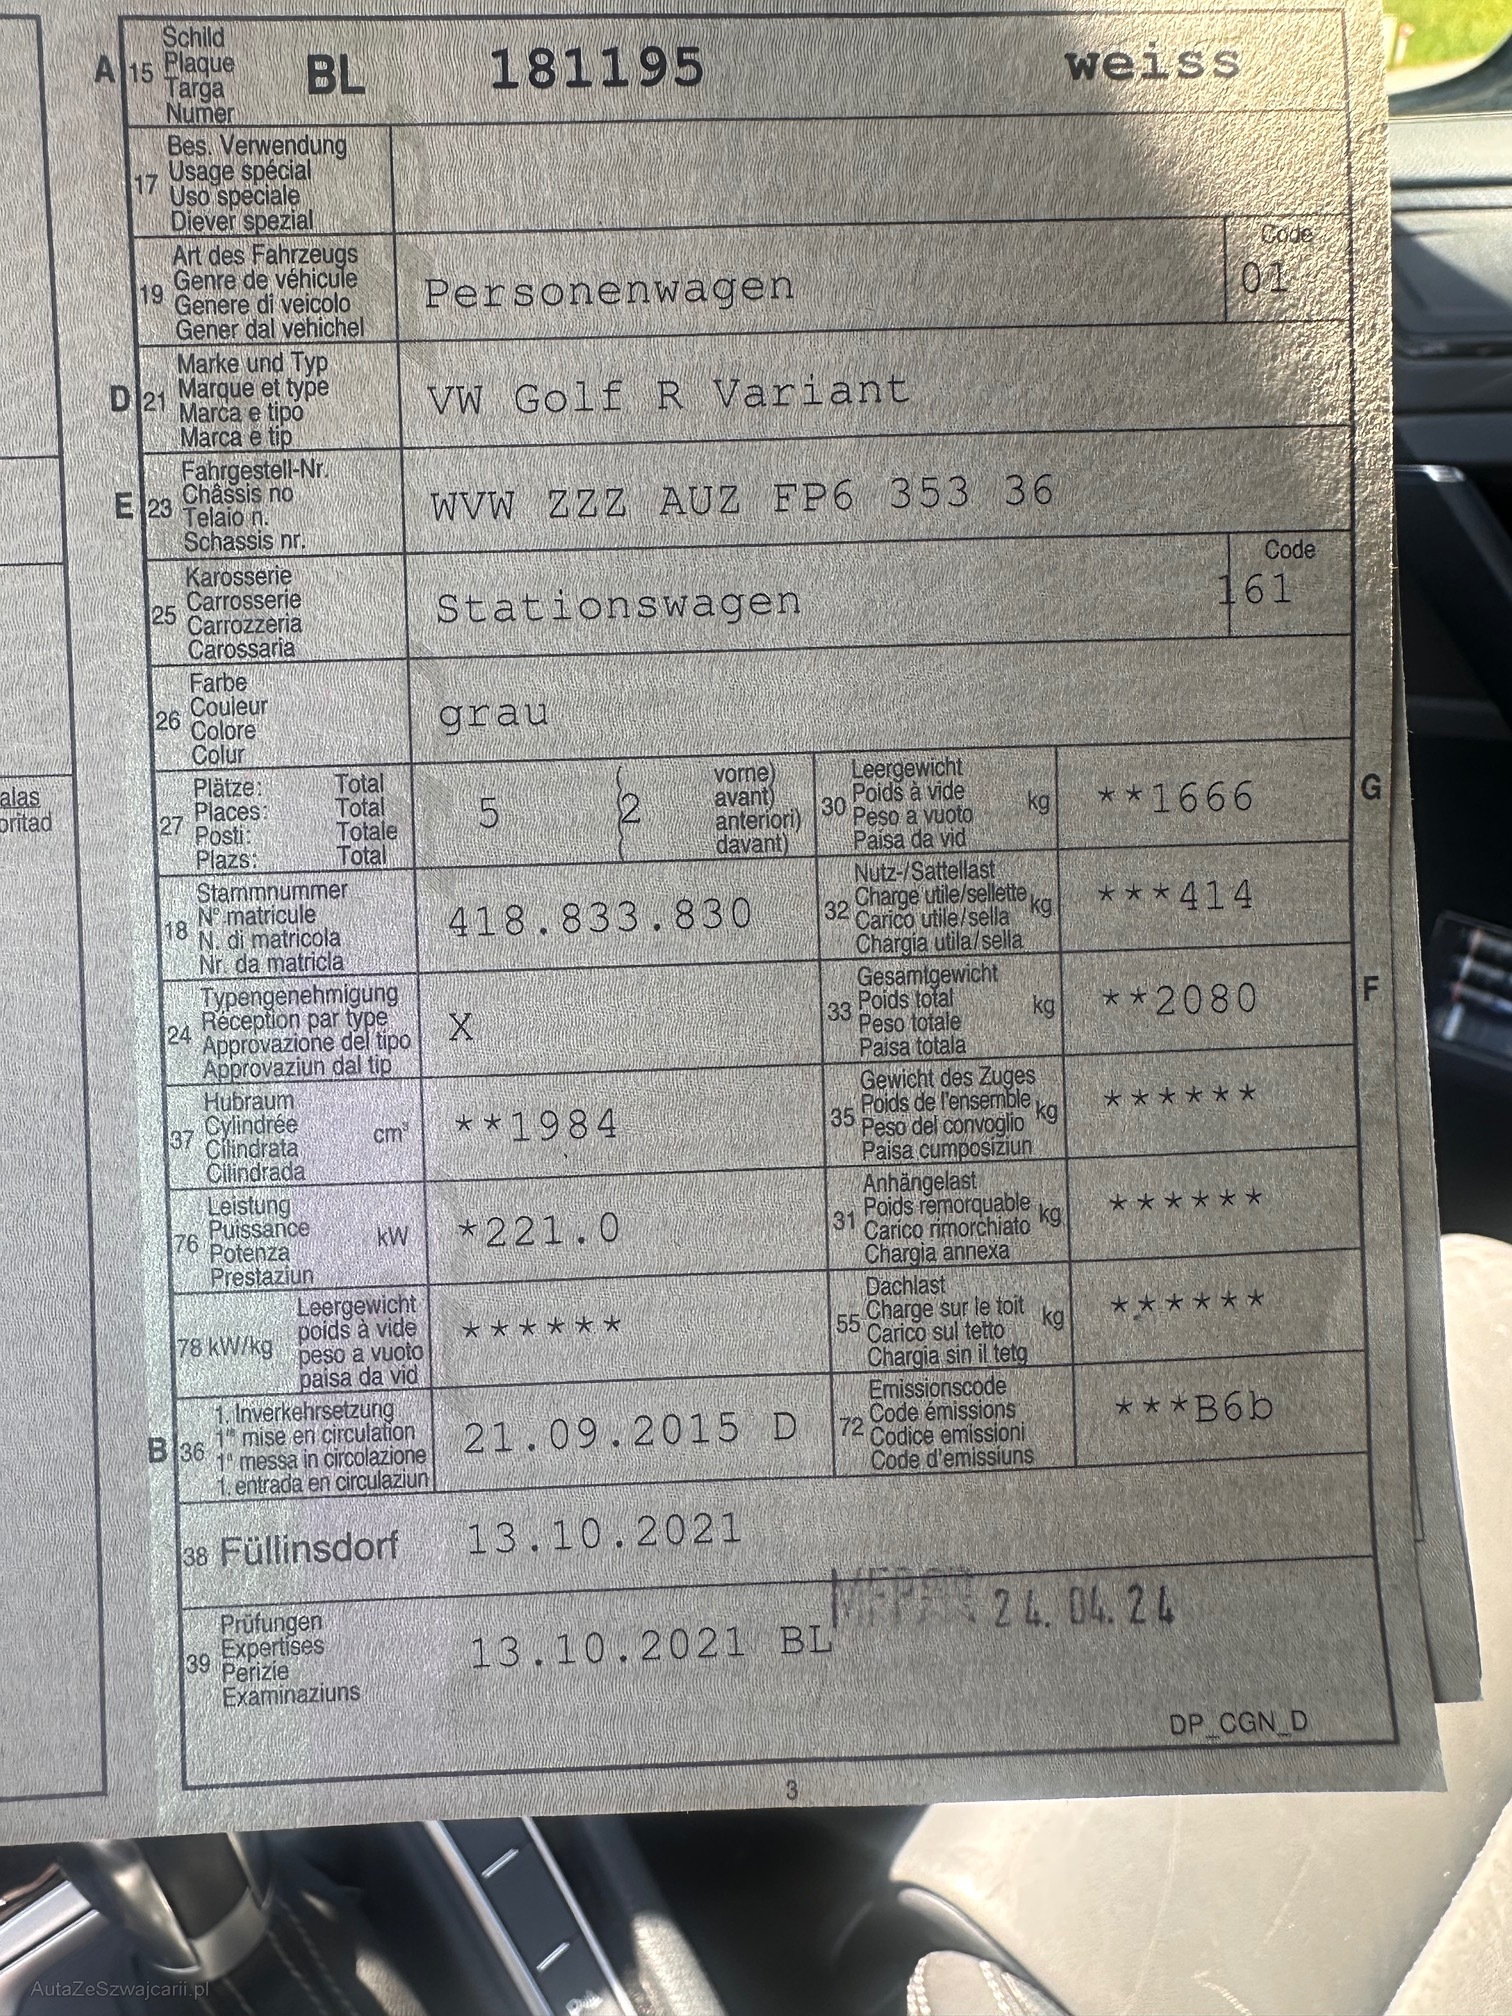 A 15 Schild
Plaque
Targa
Numer
BL 181195 weiss
17 Bes. Verwendung
Usage spécial
Uso speciale
Diever spezial
19 Art des Fahrzeugs
Genre de véhicule
Genere di veicolo
Gener dal vehichel
Personenwagen
Code
01
D 21 Marke und Typ
Marque et type
Marca e tipo
Marca e tip
VW Golf R Variant
E 23 Fahrgestell-Nr.
Châssis no
Telaio n.
Schassis nr.
WVW ZZZ AUZ FP6 353 36
25 Karosserie
Carrosserie
Carrozzeria
Carossaria
Stationswagen
Code
161
26 Farbe
Couleur
Colore
Colur
grau
alas
oritad
27 Plätze: Total
Places: Total
Posti: Totale
Plazs: Total
5 (2 vorne)
avant)
anteriori)
davant)
30 Leergewicht
Poids à vide
Peso a vuoto
Paisa da vid
kg
**1666
G
18 Stammnummer
N° matricule
N. di matricola
Nr. da matricla
418.833.830
32 Nutz-/Sattellast
Charge utile/sellette
Carico utile/sella
Chargia utila/sella
kg
***414
24 Typengenehmigung
Réception par type
Approvazione del tipo
Approvaziun dal tip
X
33 Gesamtgewicht
Poids total
Peso totale
Paisa totala
kg
**2080
F
37 Hubraum
Cylindrée
Cilindrata
Cilindrada
cm³
**1984
35 Gewicht des Zuges
Poids de l'ensemble
Peso del convoglio
Paisa cumposiziun
kg
******
76 Leistung
Puissance
Potenza
Prestaziun
kW
*221.0
31 Anhängelast
Poids remorquable
Carico rimorchiato
Chargia annexa
kg
******
78 kW/kg
Leergewicht
poids à vide
peso a vuoto
paisa da vid
******
55 Dachlast
Charge sur le toit
Carico sul tetto
Chargia sin il tetg
kg
******
B 36 1. Inverkehrsetzung
1re mise en circulation
1a messa in circolazione
1. entrada en circulaziun
21.09.2015 D
72 Emissionscode
Code émissions
Codice emissioni
Code d'emissiuns
***B6b
38 Füllinsdorf 13.10.2021
39 Prüfungen
Expertises
Perizie
Examinaziuns
13.10.2021 BL
24.04.24
DP_CGN_D
3
AutaZeSzwajcarii.pl